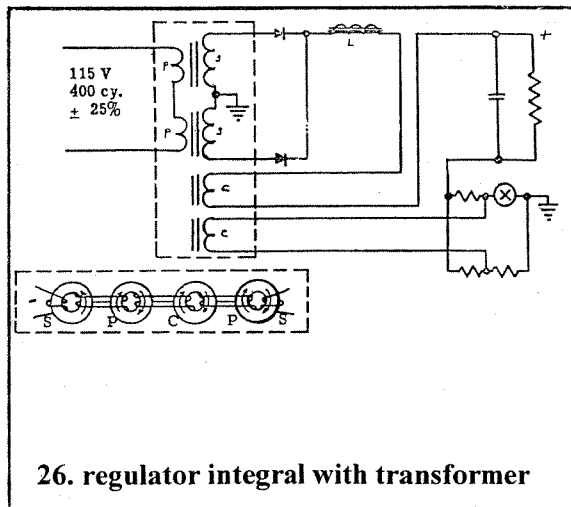 115 V
400 cy.
± 25%
P
S
P
S
C
C
L
+
-
S P C P S
26. regulator integral with transformer